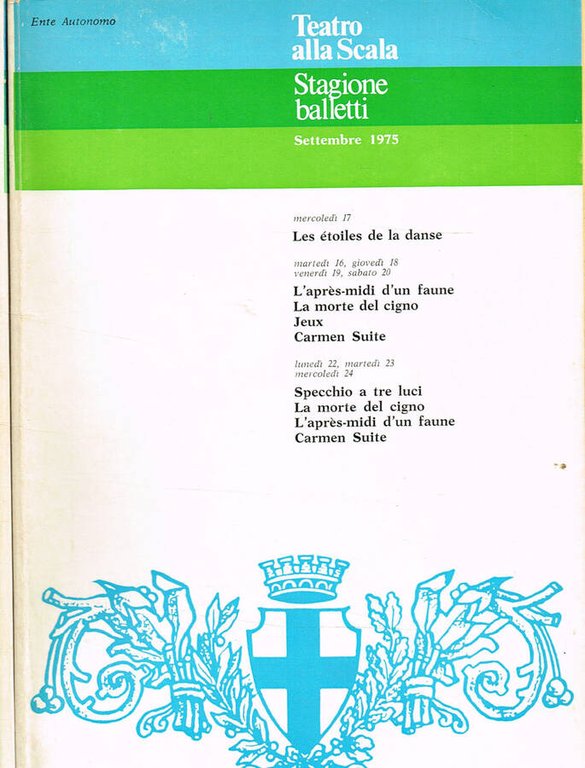 Ente Autonomo
Teatro
alla Scala
Stagione
balletti
Settembre 1975
mercoledì 17
Les étoiles de la danse
martedì 16, giovedì 18
venerdì 19, sabato 20
L'après-midi d'un faune
La morte del cigno
Jeux
Carmen Suite
lunedì 22, martedì 23
mercoledì 24
Specchio a tre luci
La morte del cigno
L'après-midi d'un faune
Carmen Suite